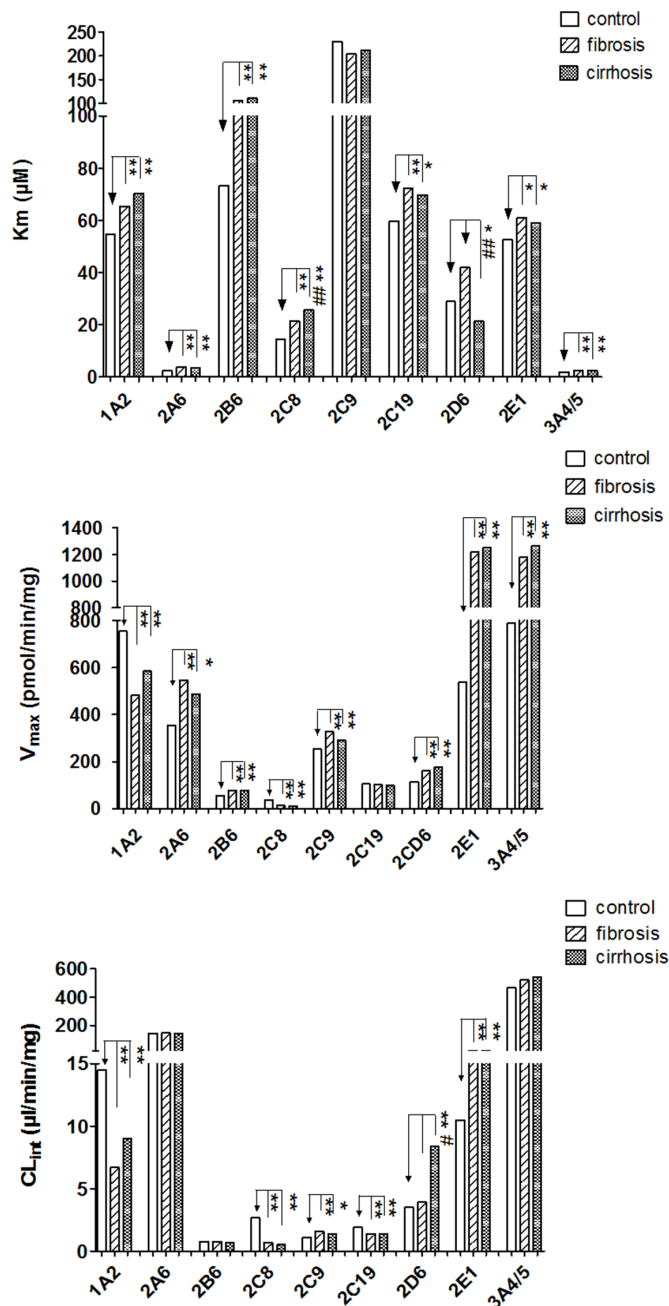 control
fibrosis
cirrhosis
Km (µM)
250
200
150
100
80
60
40
20
0
** ** ** ** ** ** ** ** ## ** * * ## * * ** **
1A2 2A6 2B6 2C8 2C9 2C19 2D6 2E1 3A4/5
control
fibrosis
cirrhosis
Vmax (pmol/min/mg)
1400
1200
1000
800
800
600
400
200
0
** ** ** * ** ** ** ** ** ** ** ** ** ** ** **
1A2 2A6 2B6 2C8 2C9 2C19 2CD6 2E1 3A4/5
control
fibrosis
cirrhosis
CLint (µl/min/mg)
600
400
200
15
10
5
0
** ** ** ** ** * ** ** ** # ** **
1A2 2A6 2B6 2C8 2C9 2C19 2D6 2E1 3A4/5